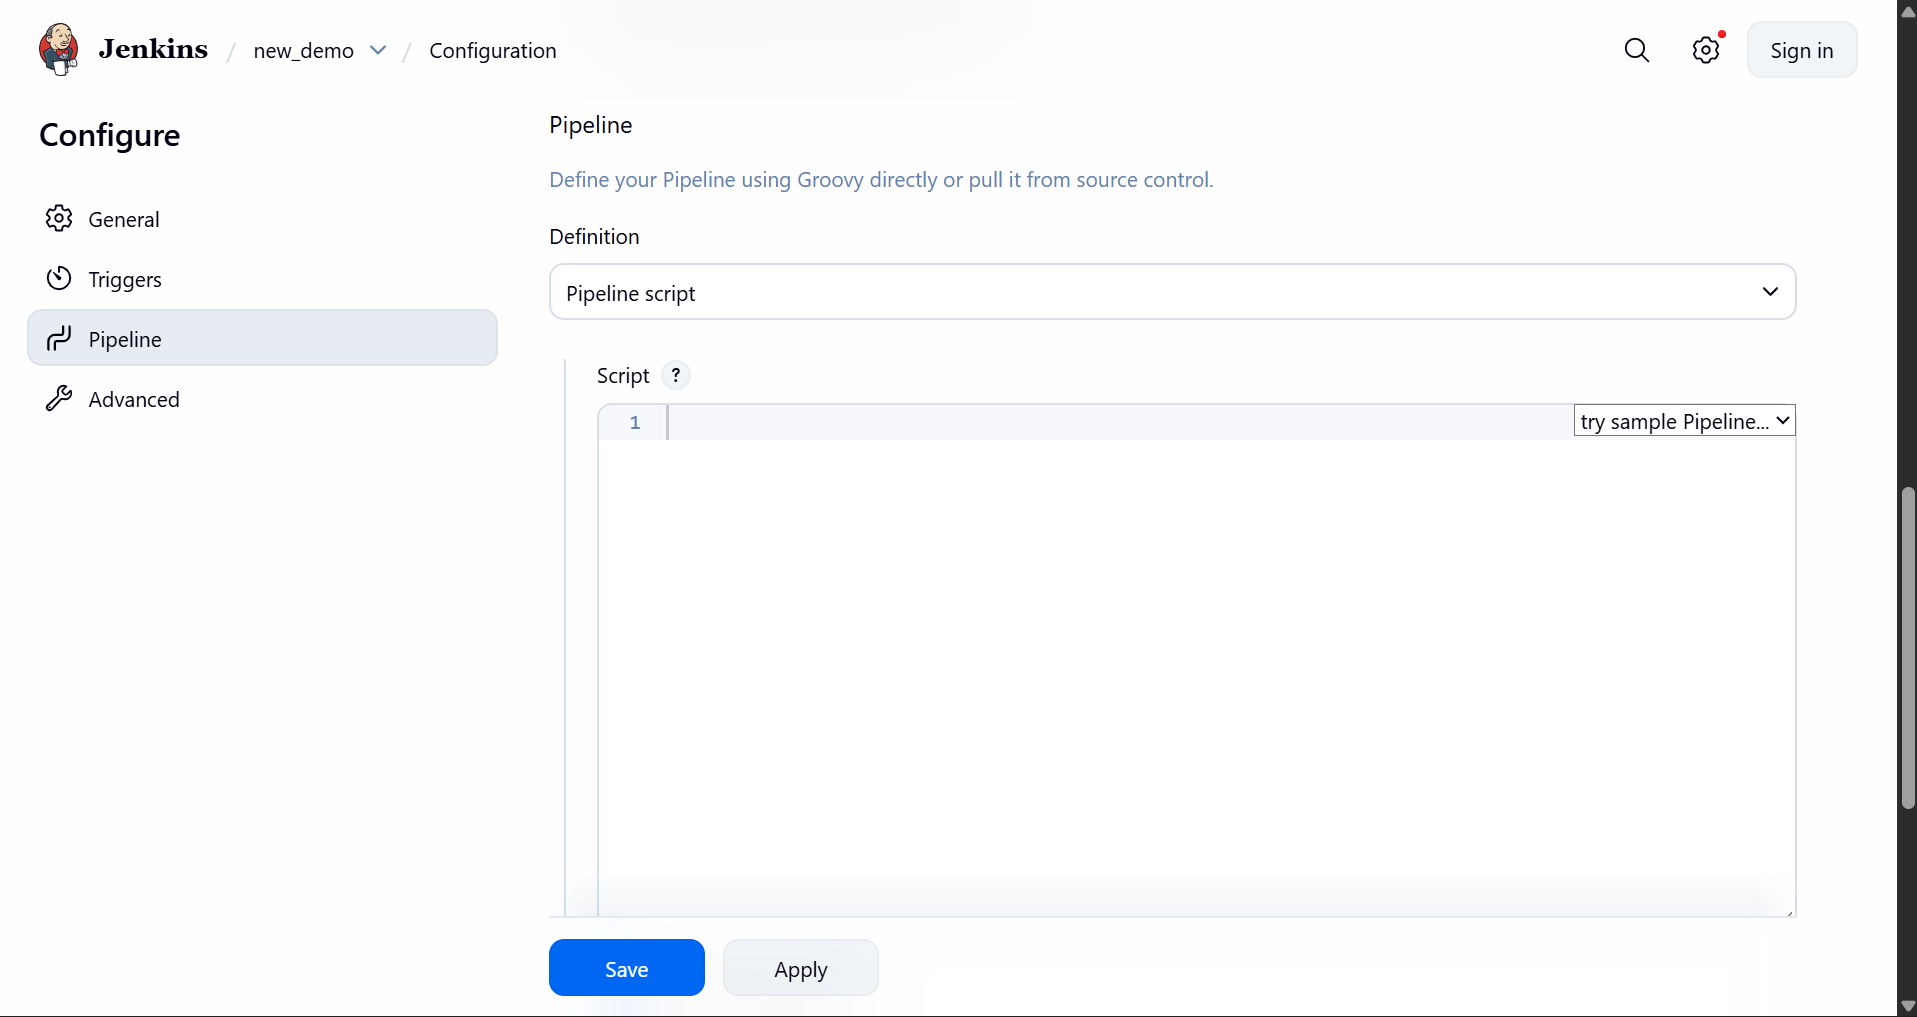 Jenkins / new_demo / Configuration
Sign in
Configure
General
Triggers
Pipeline
Advanced
Pipeline
Define your Pipeline using Groovy directly or pull it from source control.
Definition
Pipeline script
Script ?
1
try sample Pipeline...
Save
Apply